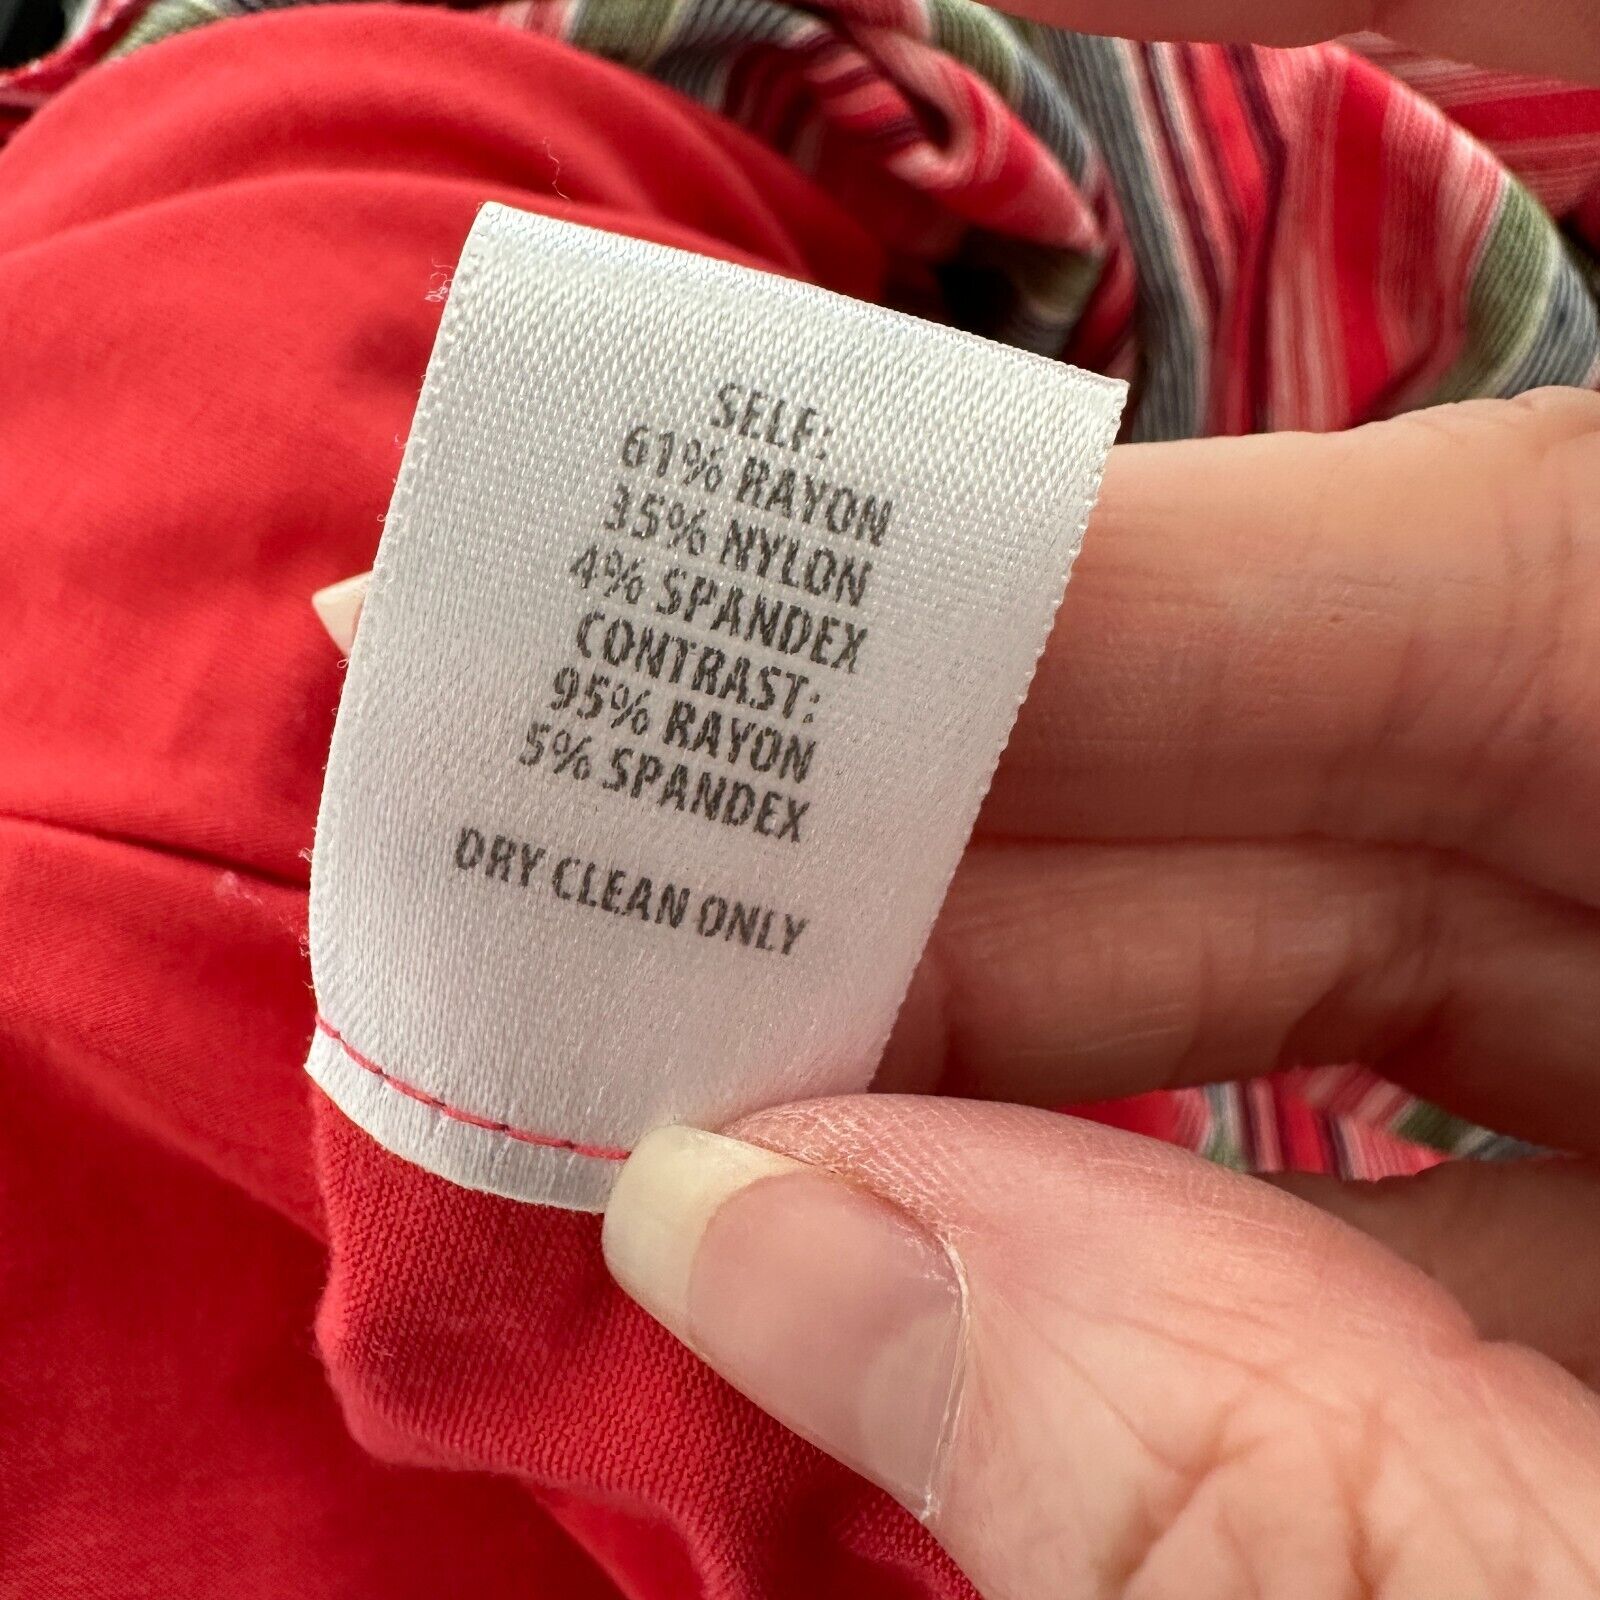 SELF:
61% RAYON
35% NYLON
4% SPANDEX
CONTRAST:
95% RAYON
5% SPANDEX
DRY CLEAN ONLY